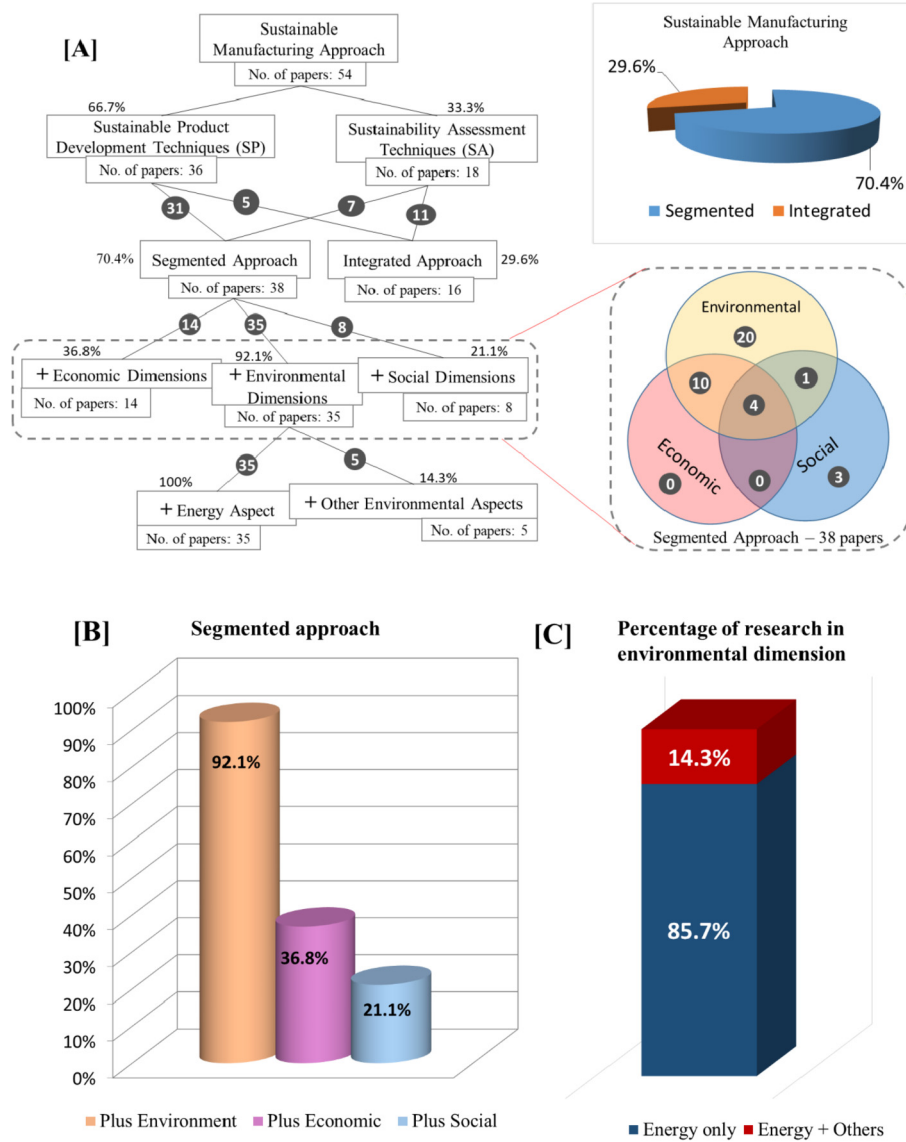 [A]
Sustainable
Manufacturing Approach
No. of papers: 54
66.7%
33.3%
Sustainable Product
Development Techniques (SP)
No. of papers: 36
Sustainability Assessment
Techniques (SA)
No. of papers: 18
31
5
7
11
70.4%
Segmented Approach
No. of papers: 38
Integrated Approach
No. of papers: 16
29.6%
14
35
8
36.8%
92.1%
21.1%
+ Economic Dimensions
No. of papers: 14
+ Environmental
Dimensions
No. of papers: 35
+ Social Dimensions
No. of papers: 8
35
5
100%
14.3%
+ Energy Aspect
No. of papers: 35
+ Other Environmental Aspects
No. of papers: 5
Sustainable Manufacturing
Approach
29.6%
70.4%
Segmented
Integrated
Environmental
20
10
1
4
Economic
Social
0
0
3
Segmented Approach – 38 papers
[B]
Segmented approach
100%
90%
80%
70%
60%
50%
40%
30%
20%
10%
0%
92.1%
36.8%
21.1%
Plus Environment
Plus Economic
Plus Social
[C]
Percentage of research in
environmental dimension
14.3%
85.7%
Energy only
Energy + Others